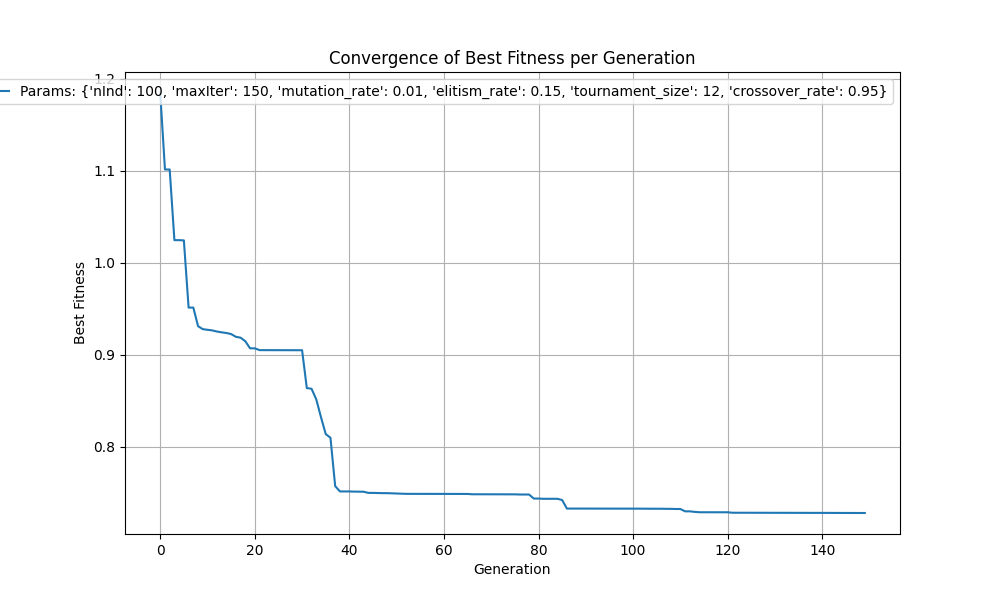 Convergence of Best Fitness per Generation
1.2
Params: {'nInd': 100, 'maxIter': 150, 'mutation_rate': 0.01, 'elitism_rate': 0.15, 'tournament_size': 12, 'crossover_rate': 0.95}
1.1
1.0
0.9
0.8
Best Fitness
0 20 40 60 80 100 120 140
Generation